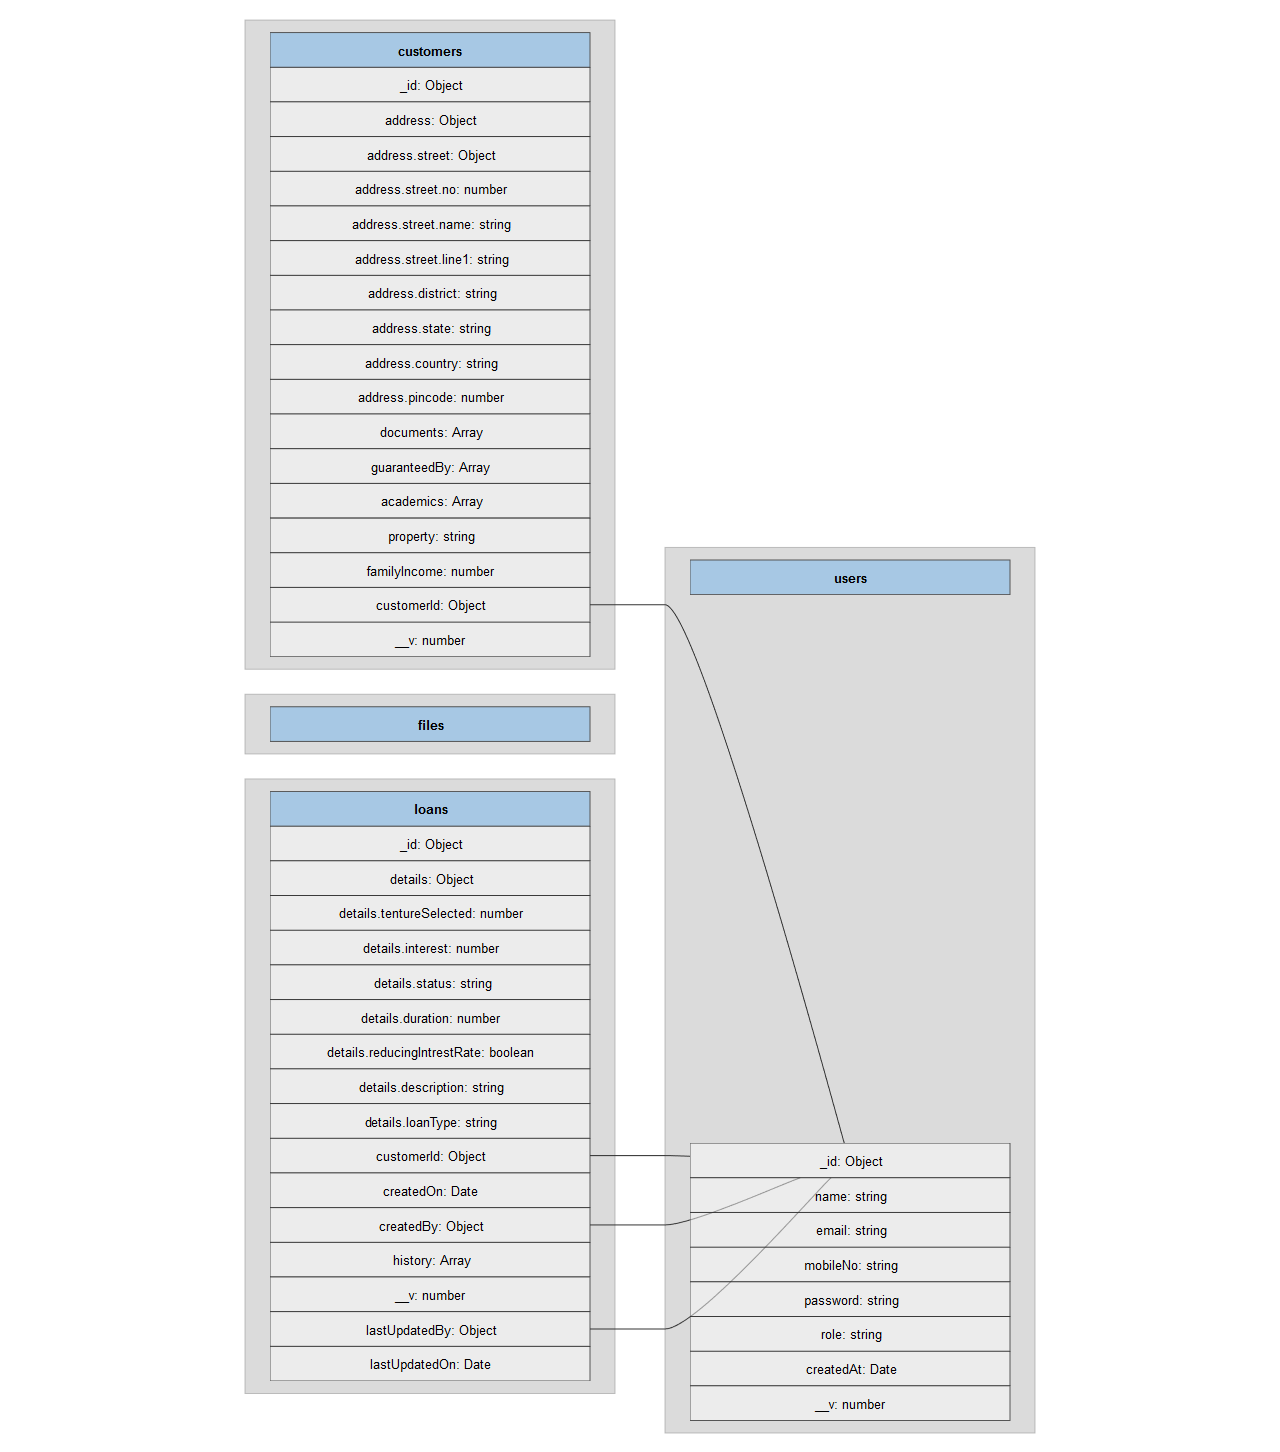 customers
_id: Object
address: Object
address.street: Object
address.street.no: number
address.street.name: string
address.street.line1: string
address.district: string
address.state: string
address.country: string
address.pincode: number
documents: Array
guaranteedBy: Array
academics: Array
property: string
familyIncome: number
customerId: Object
__v: number
files
loans
_id: Object
details: Object
details.tentureSelected: number
details.interest: number
details.status: string
details.duration: number
details.reducingIntrestRate: boolean
details.description: string
details.loanType: string
customerId: Object
createdOn: Date
createdBy: Object
history: Array
__v: number
lastUpdatedBy: Object
lastUpdatedOn: Date
users
_id: Object
name: string
email: string
mobileNo: string
password: string
role: string
createdAt: Date
__v: number